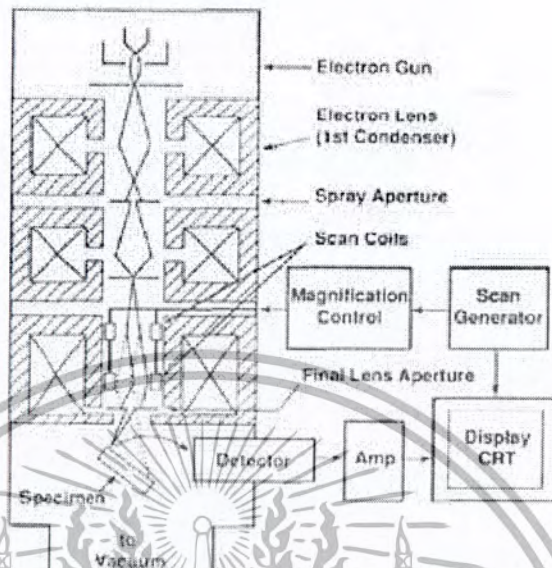 Electron Gun
Electron Lens
(1st Condenser)
Spray Aperture
Scan Coils
Magnification
Control
Scan
Generator
Final Lens Aperture
Detector
Amp
Display
CRT
Specimen
to
Vacuum